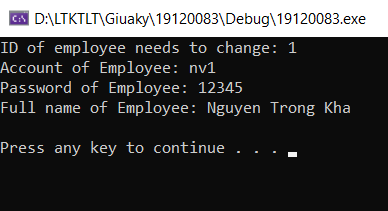 D:\LTKTLT\Giuaky\19120083\Debug\19120083.exe
ID of employee needs to change: 1
Account of Employee: nv1
Password of Employee: 12345
Full name of Employee: Nguyen Trong Kha
Press any key to continue . . .